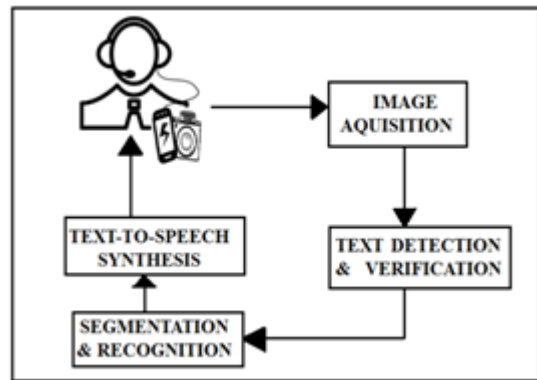 IMAGE
AQUISITION
TEXT DETECTION
& VERIFICATION
SEGMENTATION
& RECOGNITION
TEXT-TO-SPEECH
SYNTHESIS